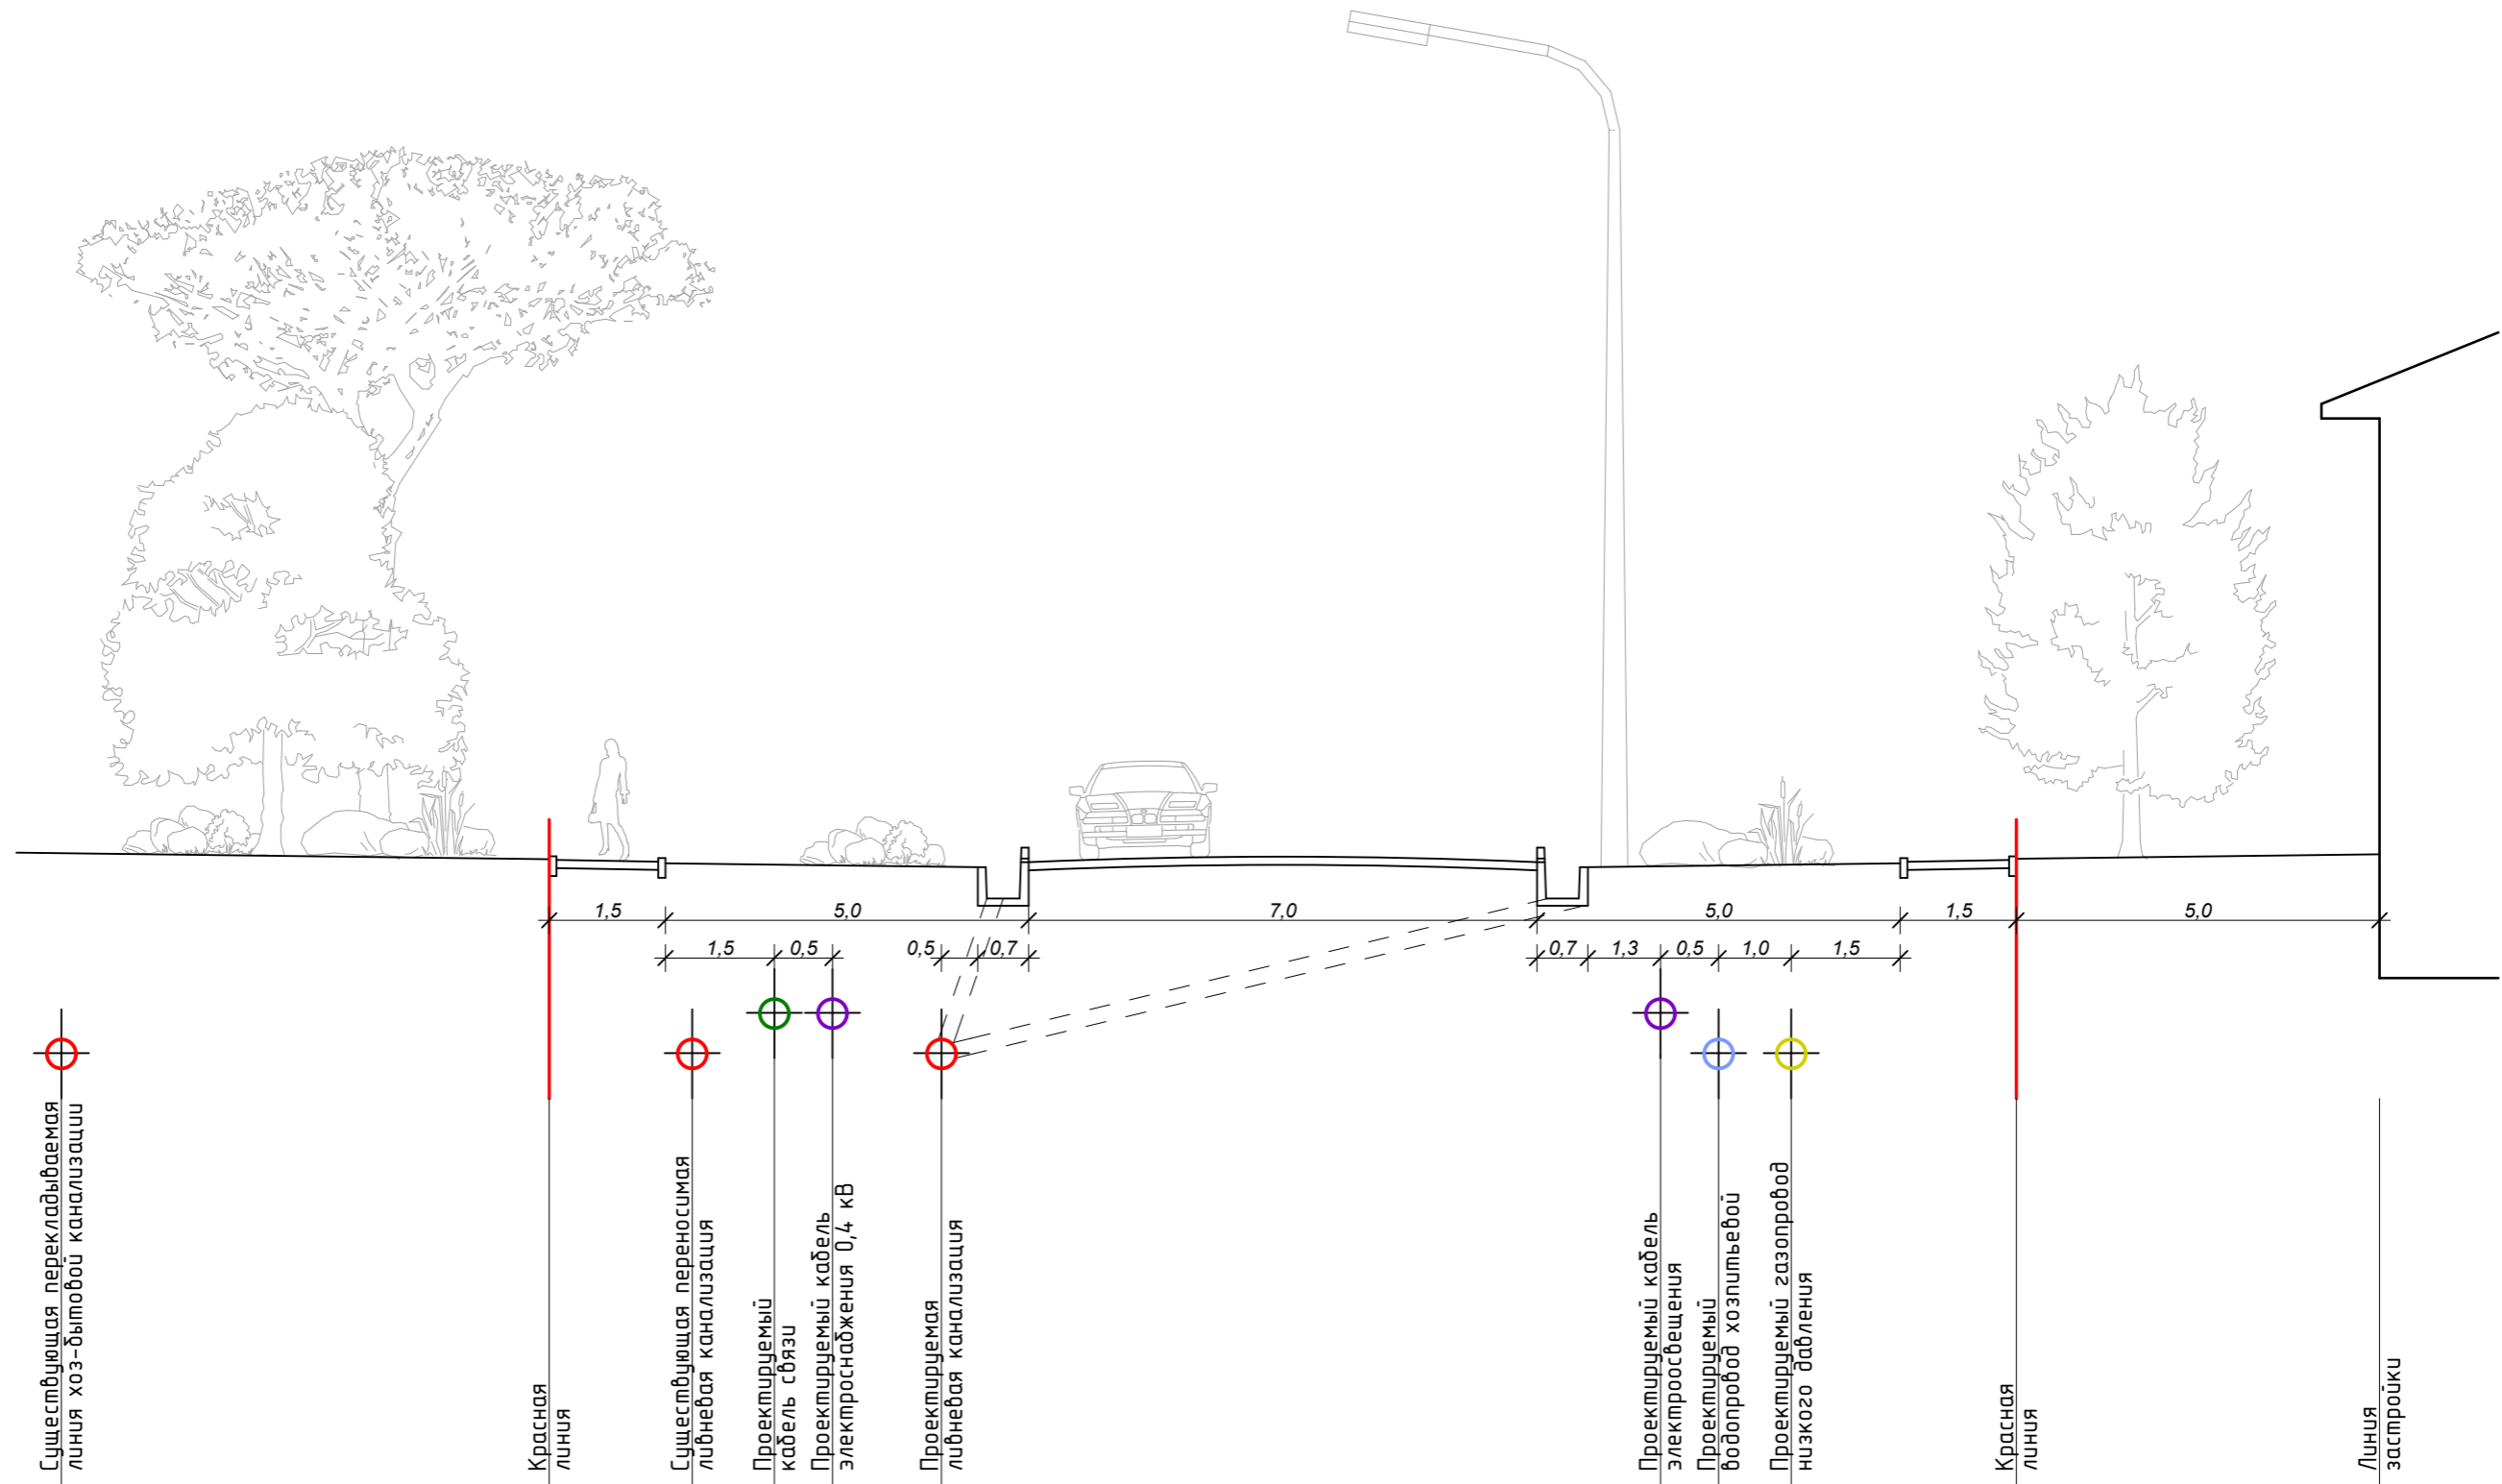 1,5
5,0
7,0
5,0
1,5
5,0
1,5
0,5
0,5
0,7
0,7
1,3
0,5
1,0
1,5
Существующая перекладываемая
линия хоз-бытовой канализации
Красная
линия
Существующая переносимая
ливневая канализация
Проектируемый
кабель связи
Проектируемый кабель
электроснабжения 0,4 кВ
Проектируемая
ливневая канализация
Проектируемый кабель
электроосвещения
Проектируемый
водопровод хозпитьевой
Проектируемый газопровод
низкого давления
Красная
линия
Линия
застройки